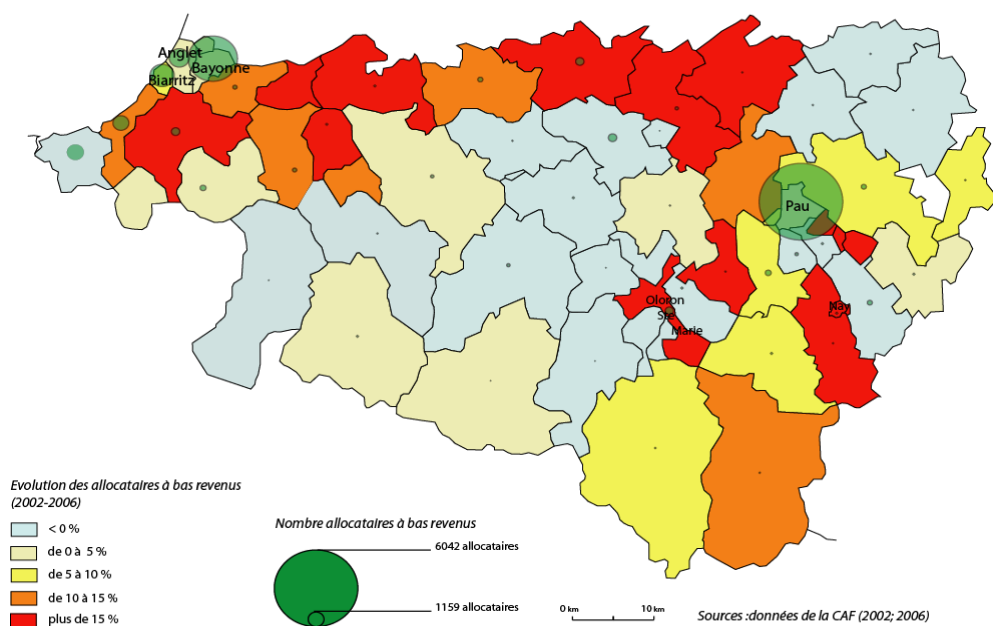 Anglet
Bayonne
Biarritz
Pau
Oloron
Ste
Marie
Nay
Evolution des allocataires à bas revenus
(2002-2006)
< 0 %
de 0 à 5 %
de 5 à 10 %
de 10 à 15 %
plus de 15 %
Nombre allocataires à bas revenus
6042 allocataires
1159 allocataires
0 km 10 km
Sources :données de la CAF (2002; 2006)